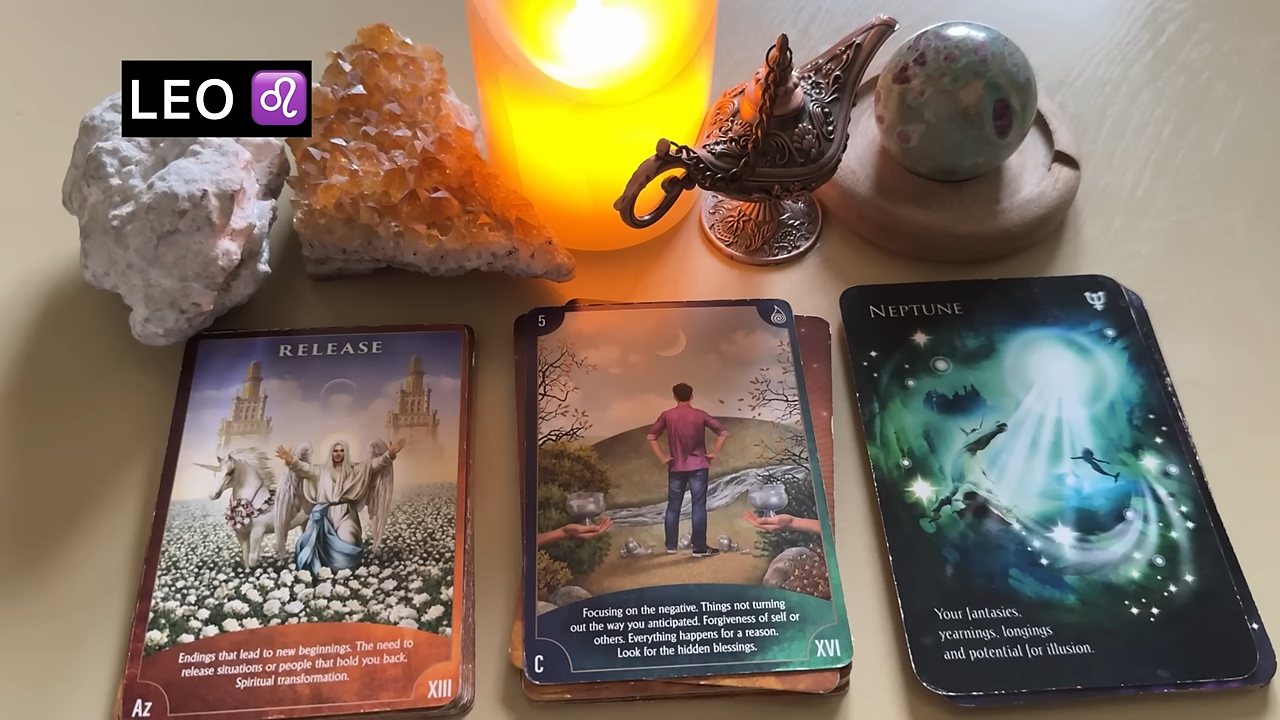 LEO ♌
RELEASE
Endings that lead to new beginnings. The need to
release situations or people that hold you back.
Spiritual transformation.
Az
XIII
5
Focusing on the negative. Things not turning
out the way you anticipated. Forgiveness of self or
others. Everything happens for a reason.
Look for the hidden blessings.
C
XVI
NEPTUNE
Your fantasies,
yearnings, longings
and potential for illusion.